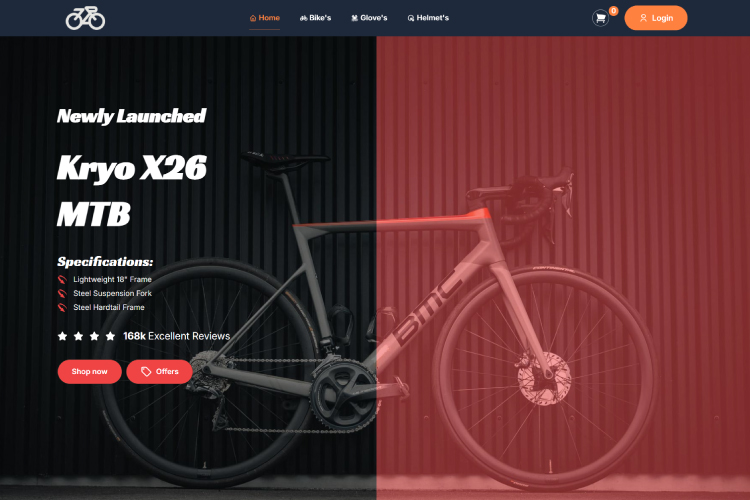 Home
Bike's
Glove's
Helmet's
0
Login
Newly Launched
Kryo X26
MTB
Specifications:
Lightweight 18" Frame
Steel Suspension Fork
Steel Hardtail Frame
168k Excellent Reviews
Shop now
Offers
BMC